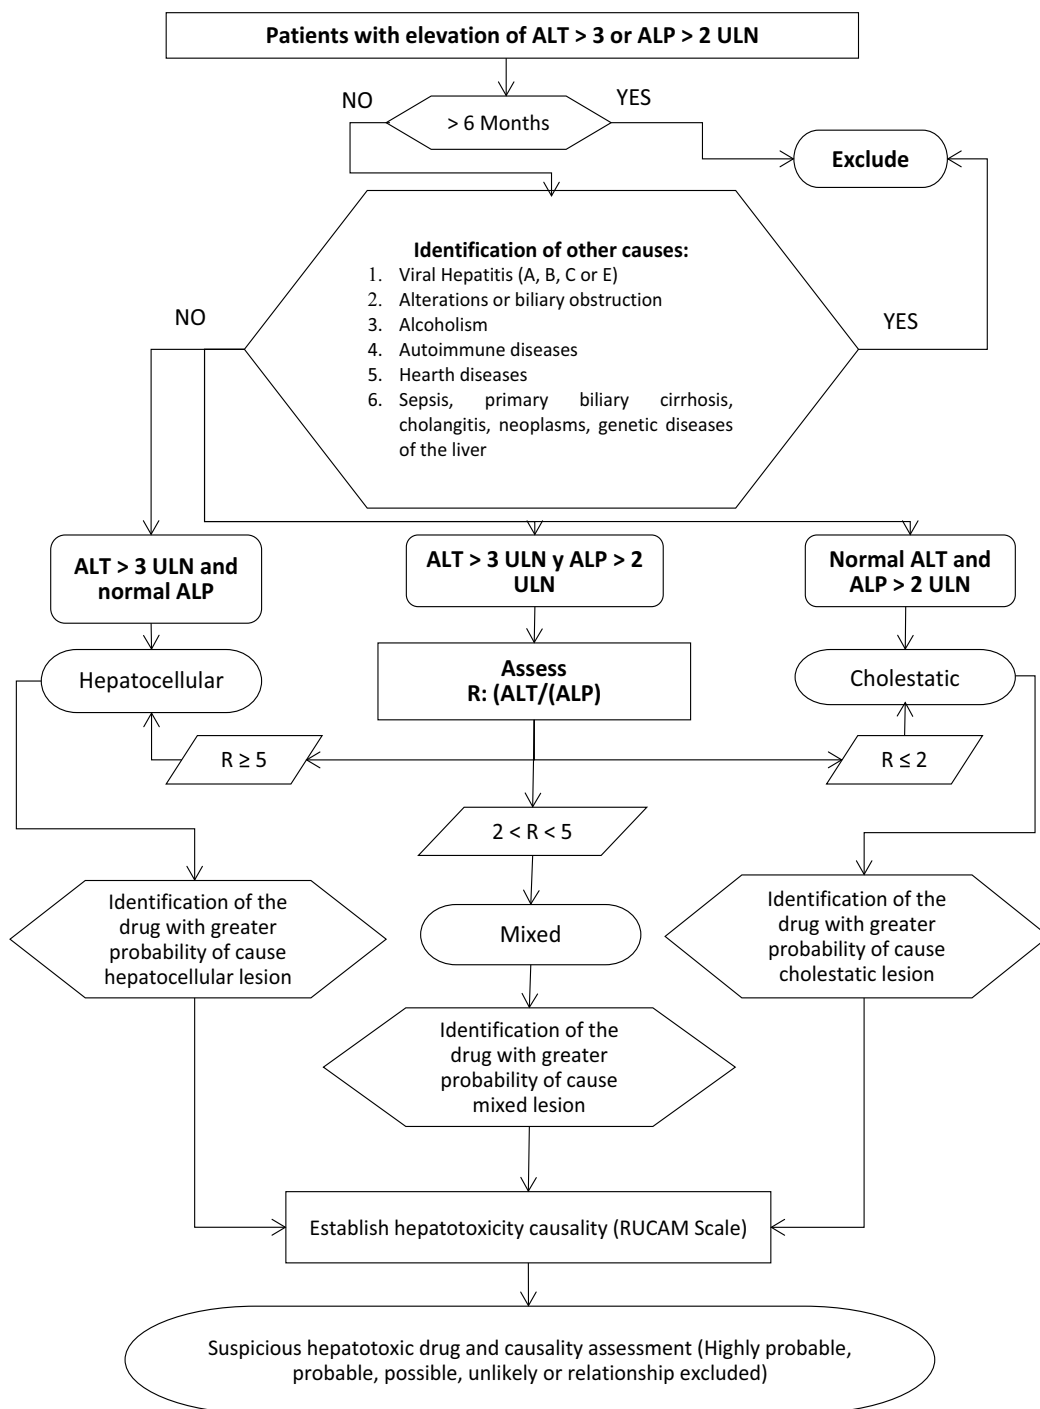 Patients with elevation of ALT > 3 or ALP > 2 ULN
NO
YES
> 6 Months
Exclude
Identification of other causes:
1. Viral Hepatitis (A, B, C or E)
2. Alterations or biliary obstruction
3. Alcoholism
4. Autoimmune diseases
5. Hearth diseases
6. Sepsis, primary biliary cirrhosis,
cholangitis, neoplasms, genetic diseases
of the liver
NO
YES
ALT > 3 ULN and
normal ALP
ALT > 3 ULN y ALP > 2
ULN
Normal ALT and
ALP > 2 ULN
Hepatocellular
Assess
R: (ALT/(ALP)
Cholestatic
R ≥ 5
R ≤ 2
2 < R < 5
Identification of the
drug with greater
probability of cause
hepatocellular lesion
Mixed
Identification of the
drug with greater
probability of cause
cholestatic lesion
Identification of the
drug with greater
probability of cause
mixed lesion
Establish hepatotoxicity causality (RUCAM Scale)
Suspicious hepatotoxic drug and causality assessment (Highly probable,
probable, possible, unlikely or relationship excluded)